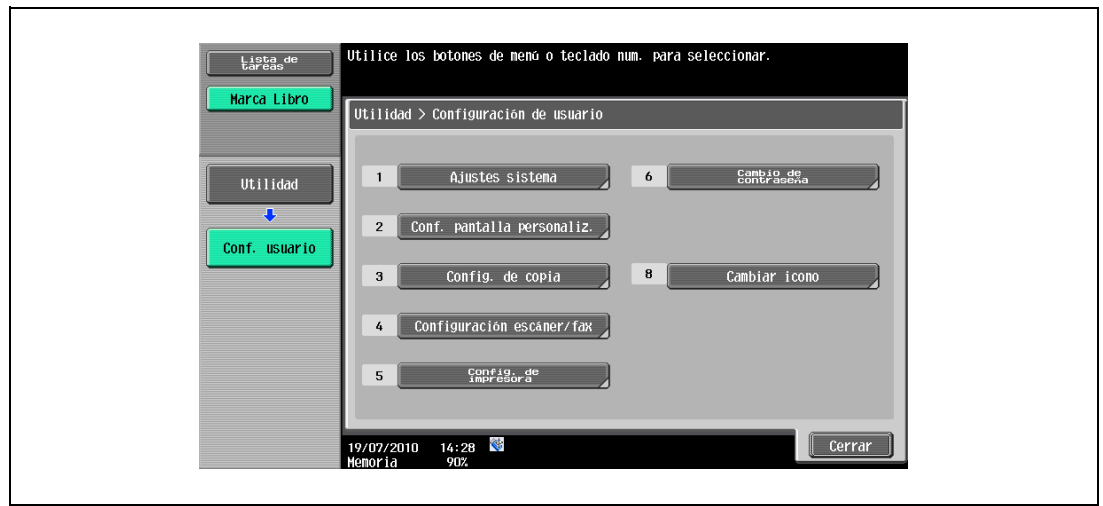 Lista de
tareas
Marca Libro
Utilidad
Conf. usuario
Utilice los botones de menú o teclado num. para seleccionar.
Utilidad > Configuración de usuario
1 Ajustes sistema
2 Conf. pantalla personaliz.
3 Config. de copia
4 Configuración escáner/fax
5 Config. de
impresora
6 Cambio de
contraseña
8 Cambiar icono
19/07/2010 14:28
Memoria 90%
Cerrar